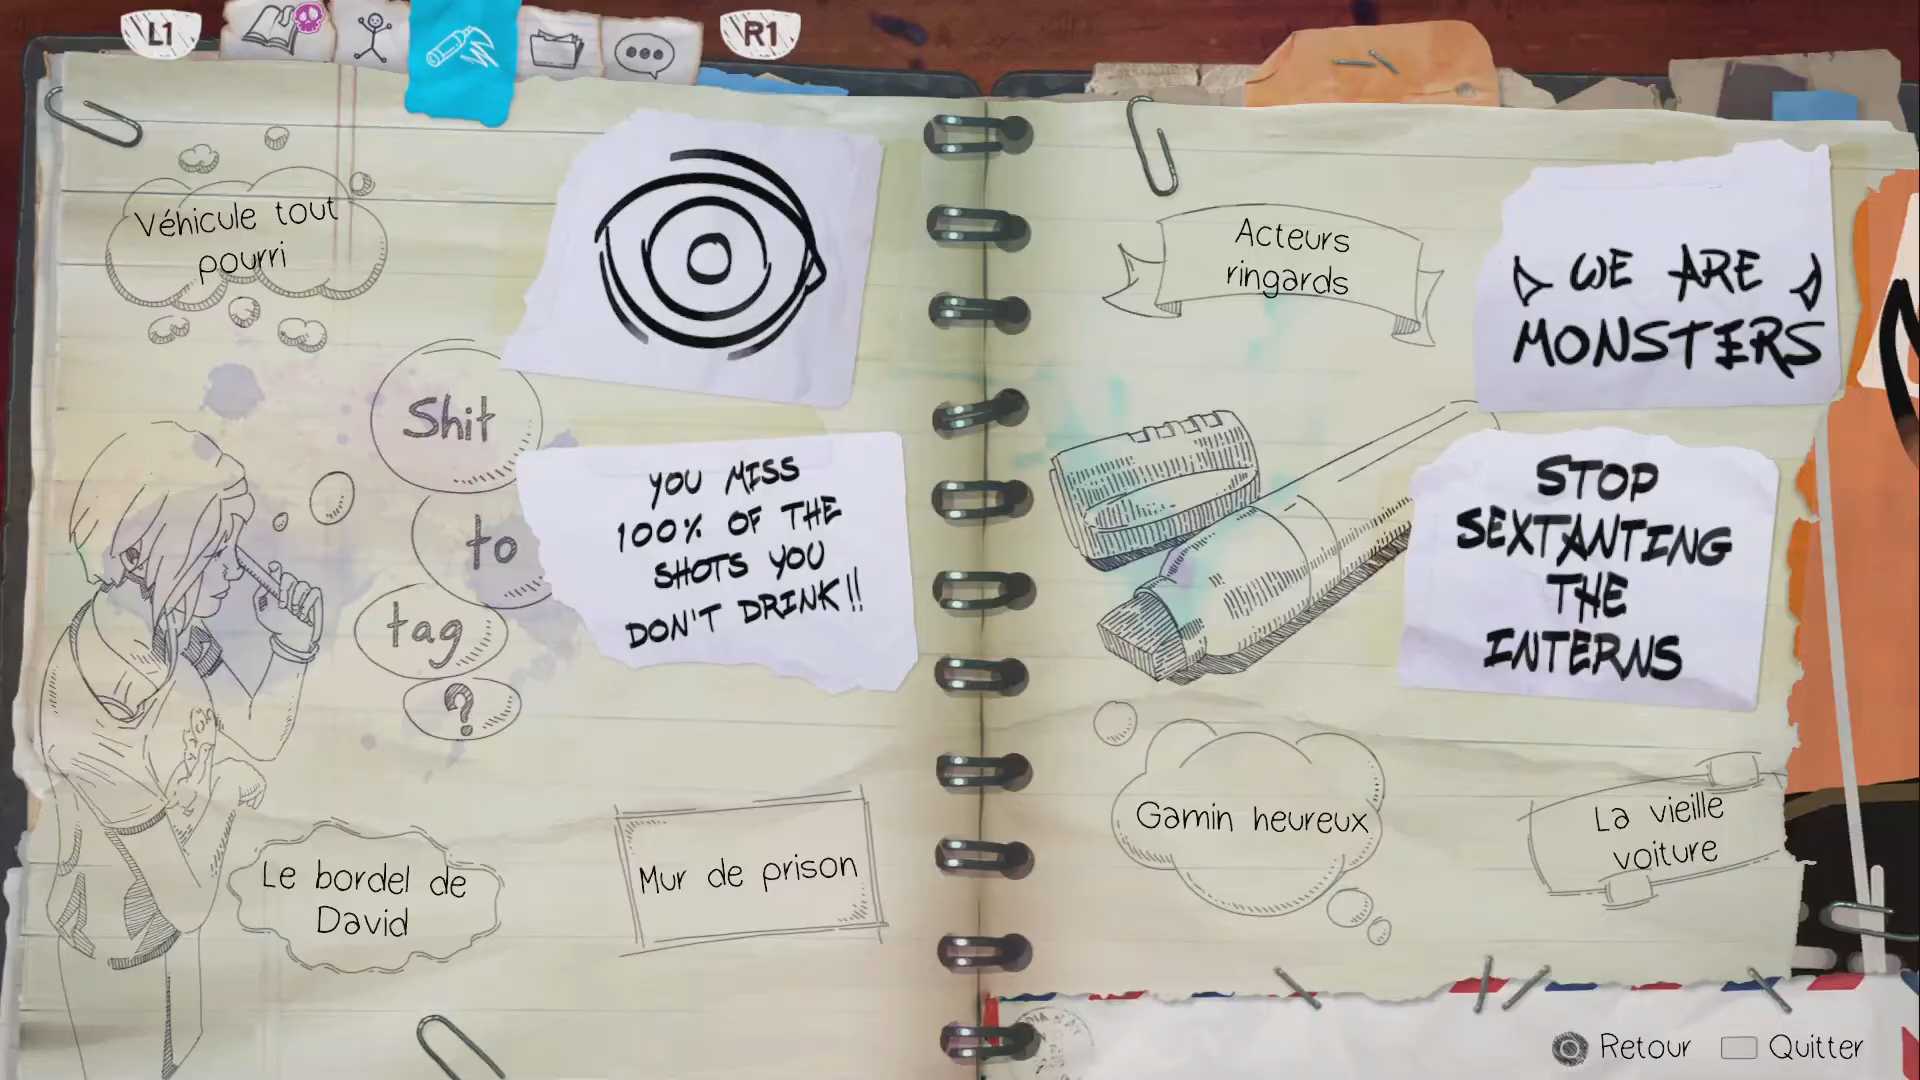 L1
R1
Véhicule tout
pourri
Shit
to
tag
?
YOU MISS
100% OF THE
SHOTS YOU
DON'T DRINK!!
Le bordel de
David
Mur de prison
Acteurs
ringards
WE ARE
MONSTERS
STOP
SEXTANTING
THE
INTERNS
Gamin heureux
La vieille
voiture
Retour
Quitter